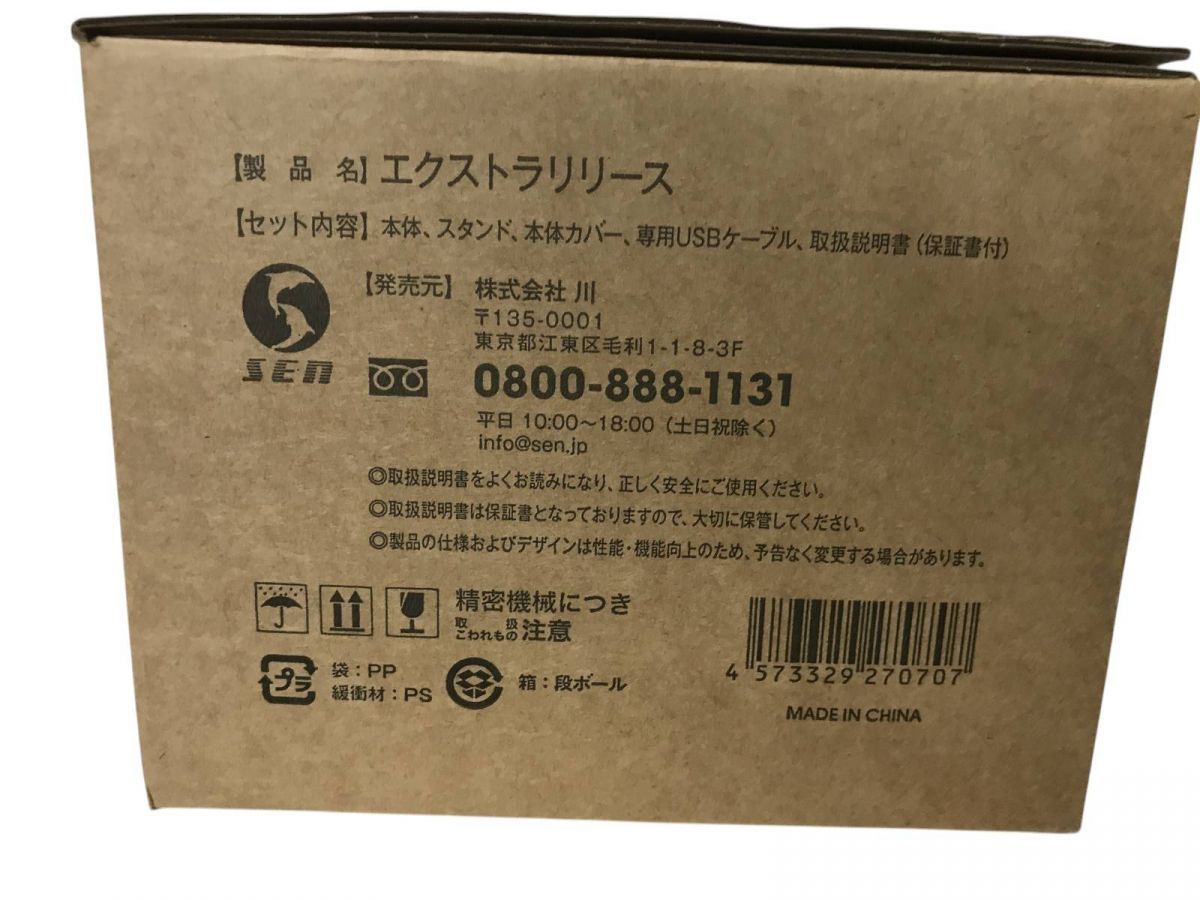 【製品名】エクストラリリース
【セット内容】本体、スタンド、本体カバー、専用USBケーブル、取扱説明書(保証書付)
【発売元】株式会社 川
〒135-0001
東京都江東区毛利1-1-8-3F
SEN
0800-888-1131
平日 10:00～18:00（土日祝除く）
info@sen.jp
◎取扱説明書をよくお読みになり、正しく安全にご使用ください。
◎取扱説明書は保証書となっておりますので、大切に保管してください。
◎製品の仕様およびデザインは性能・機能向上のため、予告なく変更する場合があります。
精密機械につき
取扱
こわれもの注意
プラ
袋：PP
緩衝材：PS
箱：段ボール
4 573329 270707
MADE IN CHINA